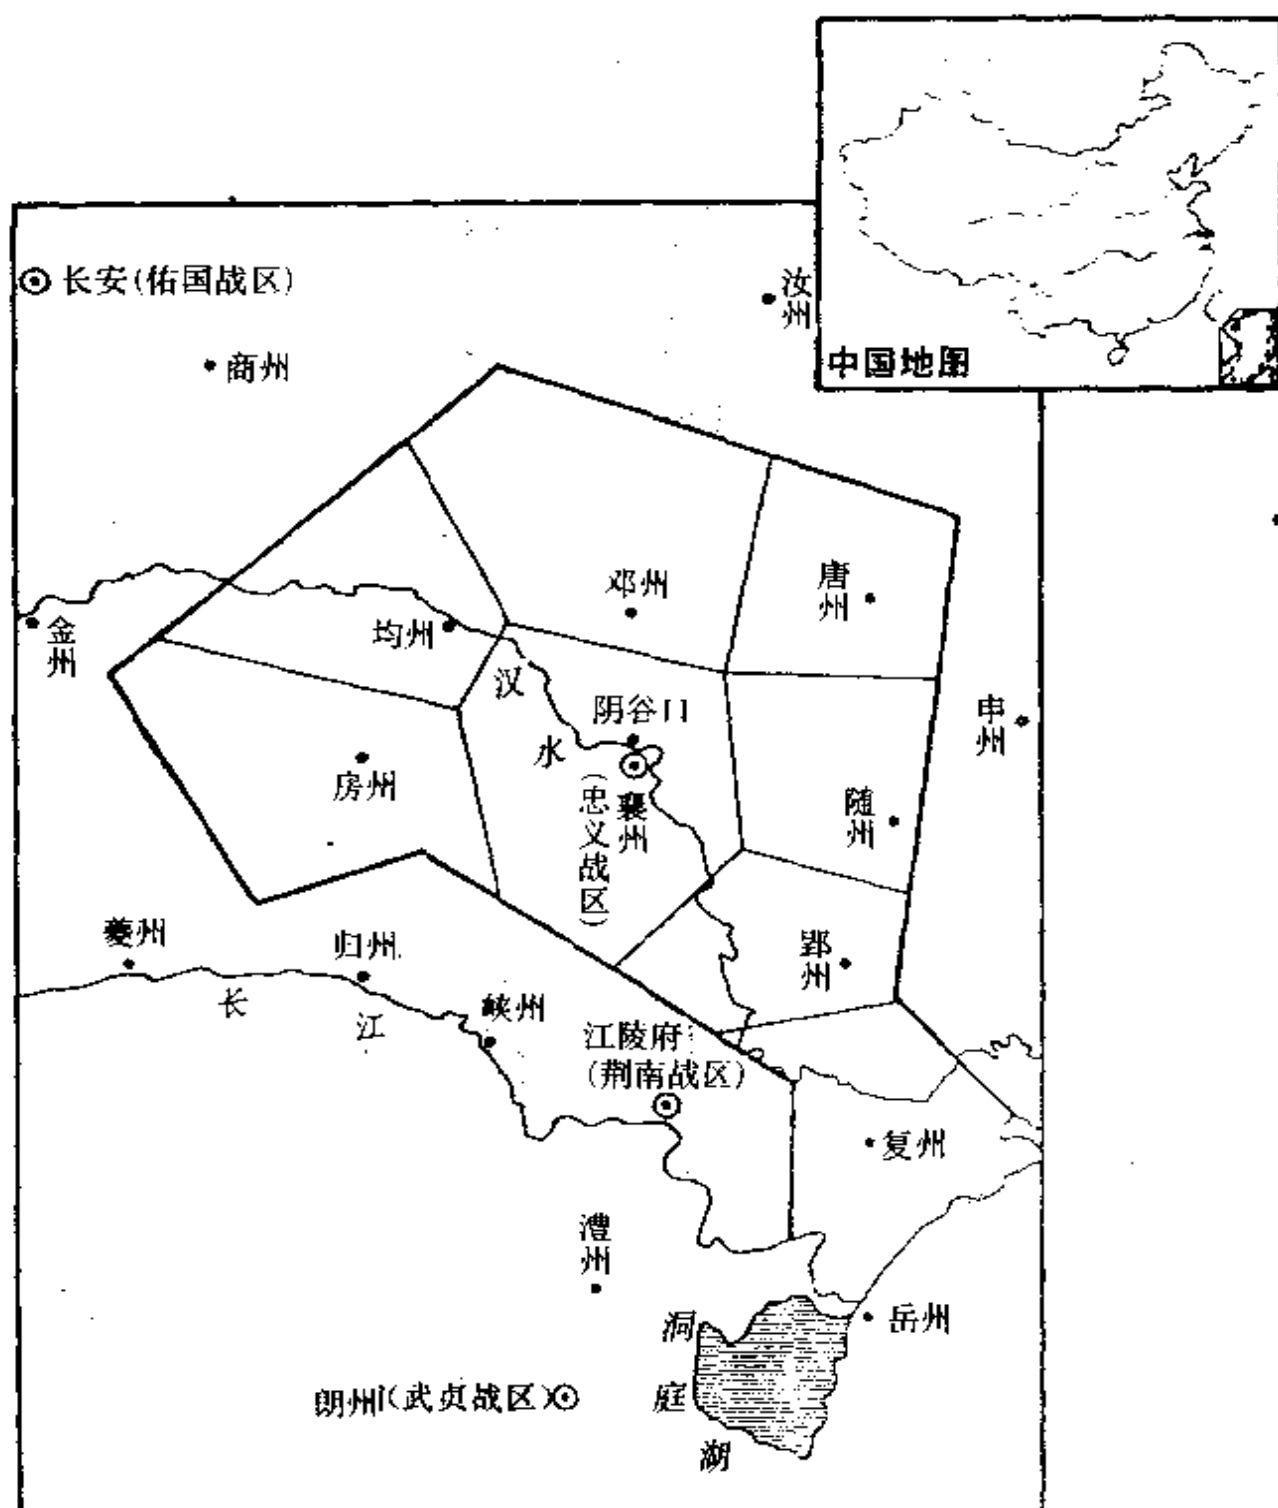 中国地图
长安(佑国战区)
汝州
商州
邓州
唐州
金州
均州
汉水
阴谷口
申州
房州
襄州
(忠义战区)
随州
夔州
归州
郢州
长江
峡州
江陵府
(荆南战区)
复州
澧州
岳州
洞庭湖
朗州(武贞战区)